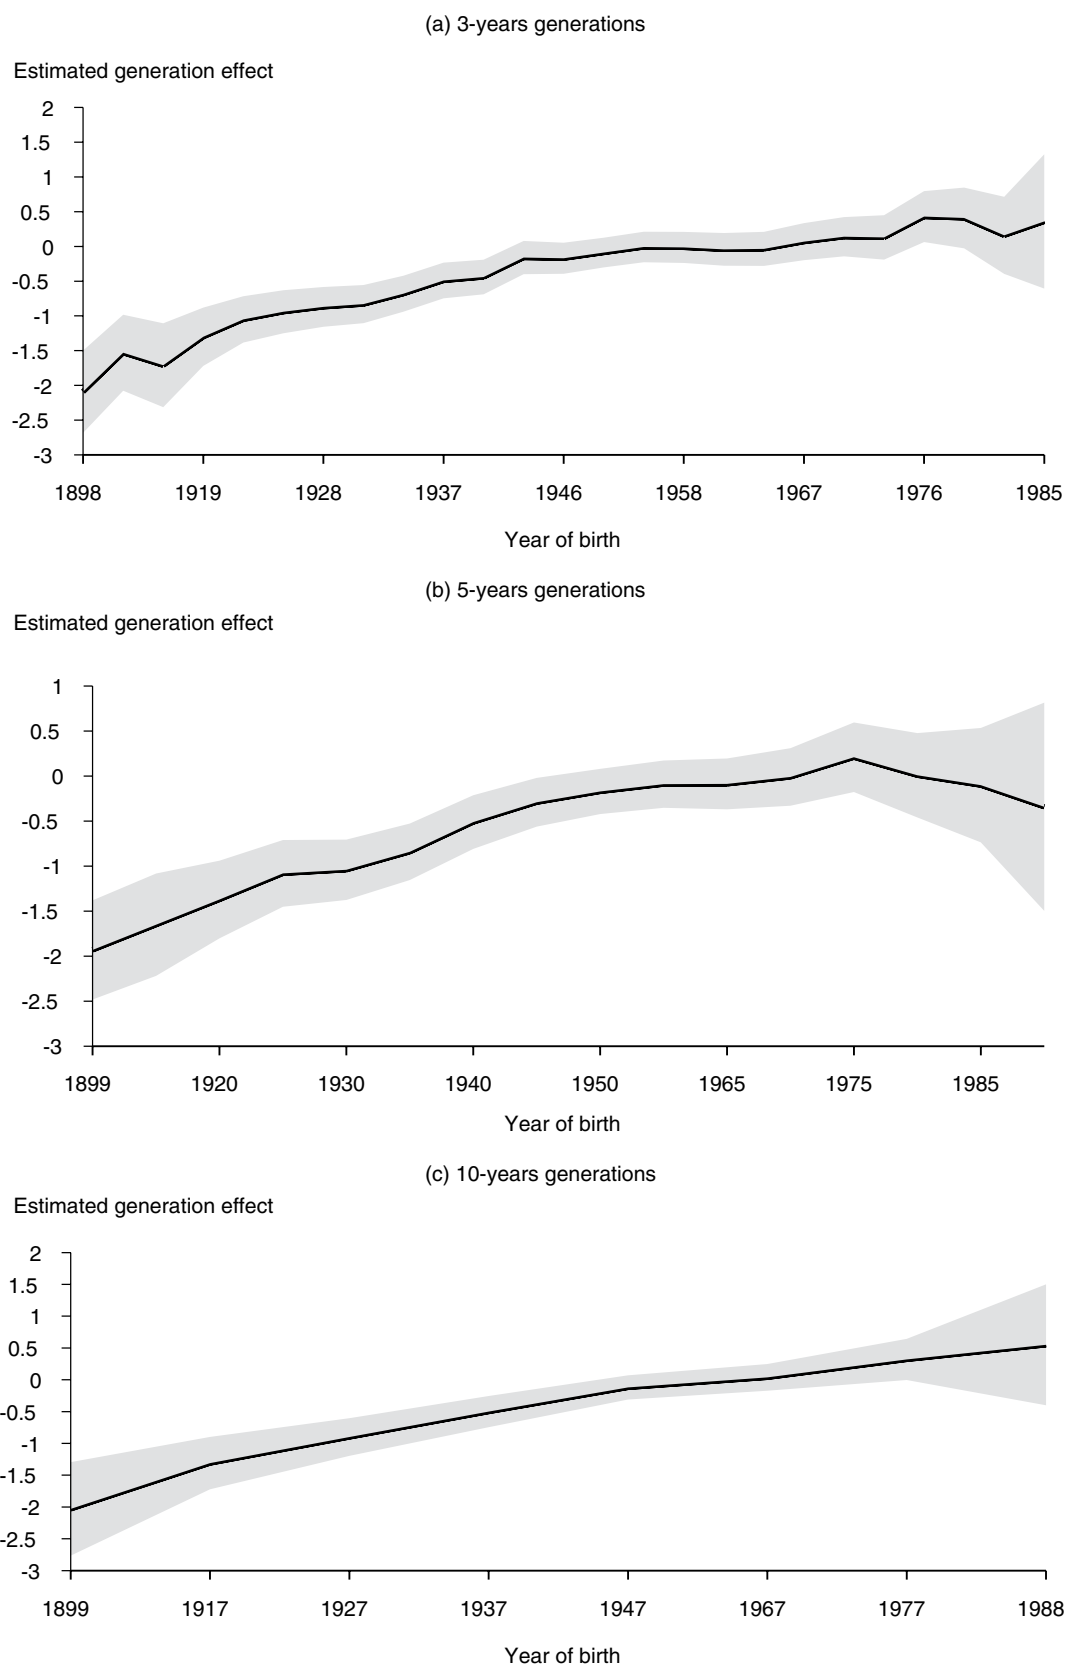 (a) 3-years generations
Estimated generation effect
2
1.5
1
0.5
0
-0.5
-1
-1.5
-2
-2.5
-3
1898 1919 1928 1937 1946 1958 1967 1976 1985
Year of birth
(b) 5-years generations
Estimated generation effect
1
0.5
0
-0.5
-1
-1.5
-2
-2.5
-3
1899 1920 1930 1940 1950 1965 1975 1985
Year of birth
(c) 10-years generations
Estimated generation effect
2
1.5
1
0.5
0
-0.5
-1
-1.5
-2
-2.5
-3
1899 1917 1927 1937 1947 1967 1977 1988
Year of birth